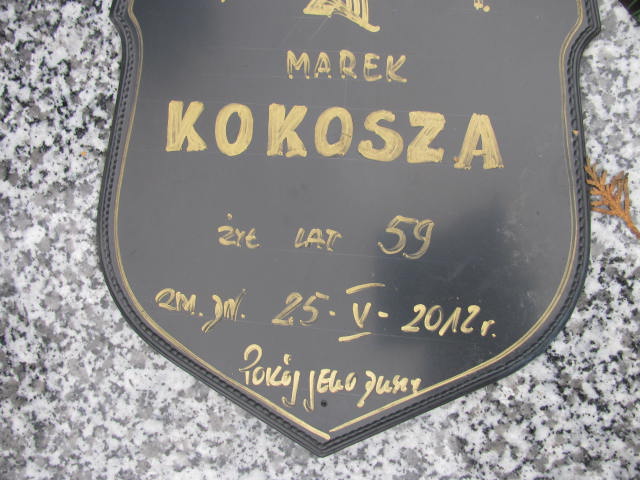 MAREK
KOKOSZA
żył LAT 59
ZM. DN. 25-V-2012 r.
Pokój JEGO Duszy